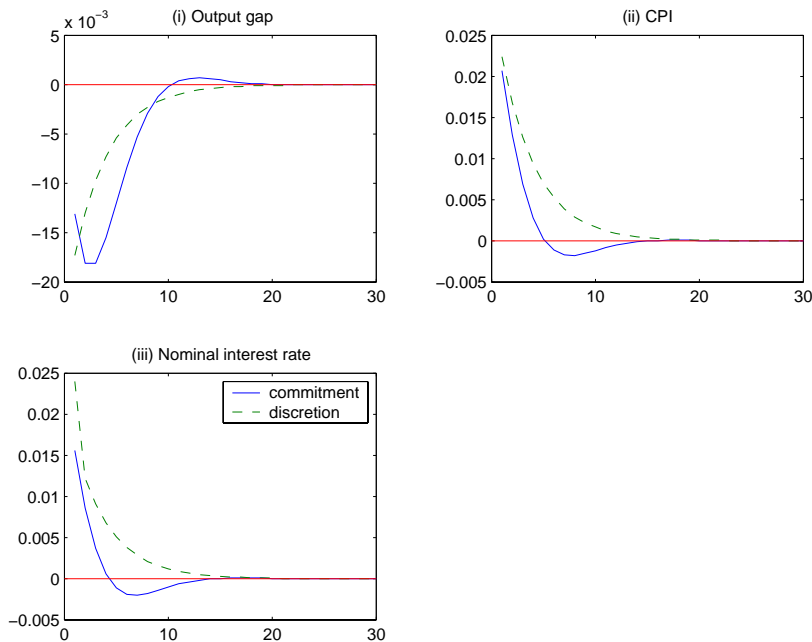 (i) Output gap
x 10⁻³
5
0
−5
−10
−15
−20
0 10 20 30
(ii) CPI
0.025
0.02
0.015
0.01
0.005
0
−0.005
0 10 20 30
(iii) Nominal interest rate
0.025
0.02
0.015
0.01
0.005
0
−0.005
0 10 20 30
commitment
discretion